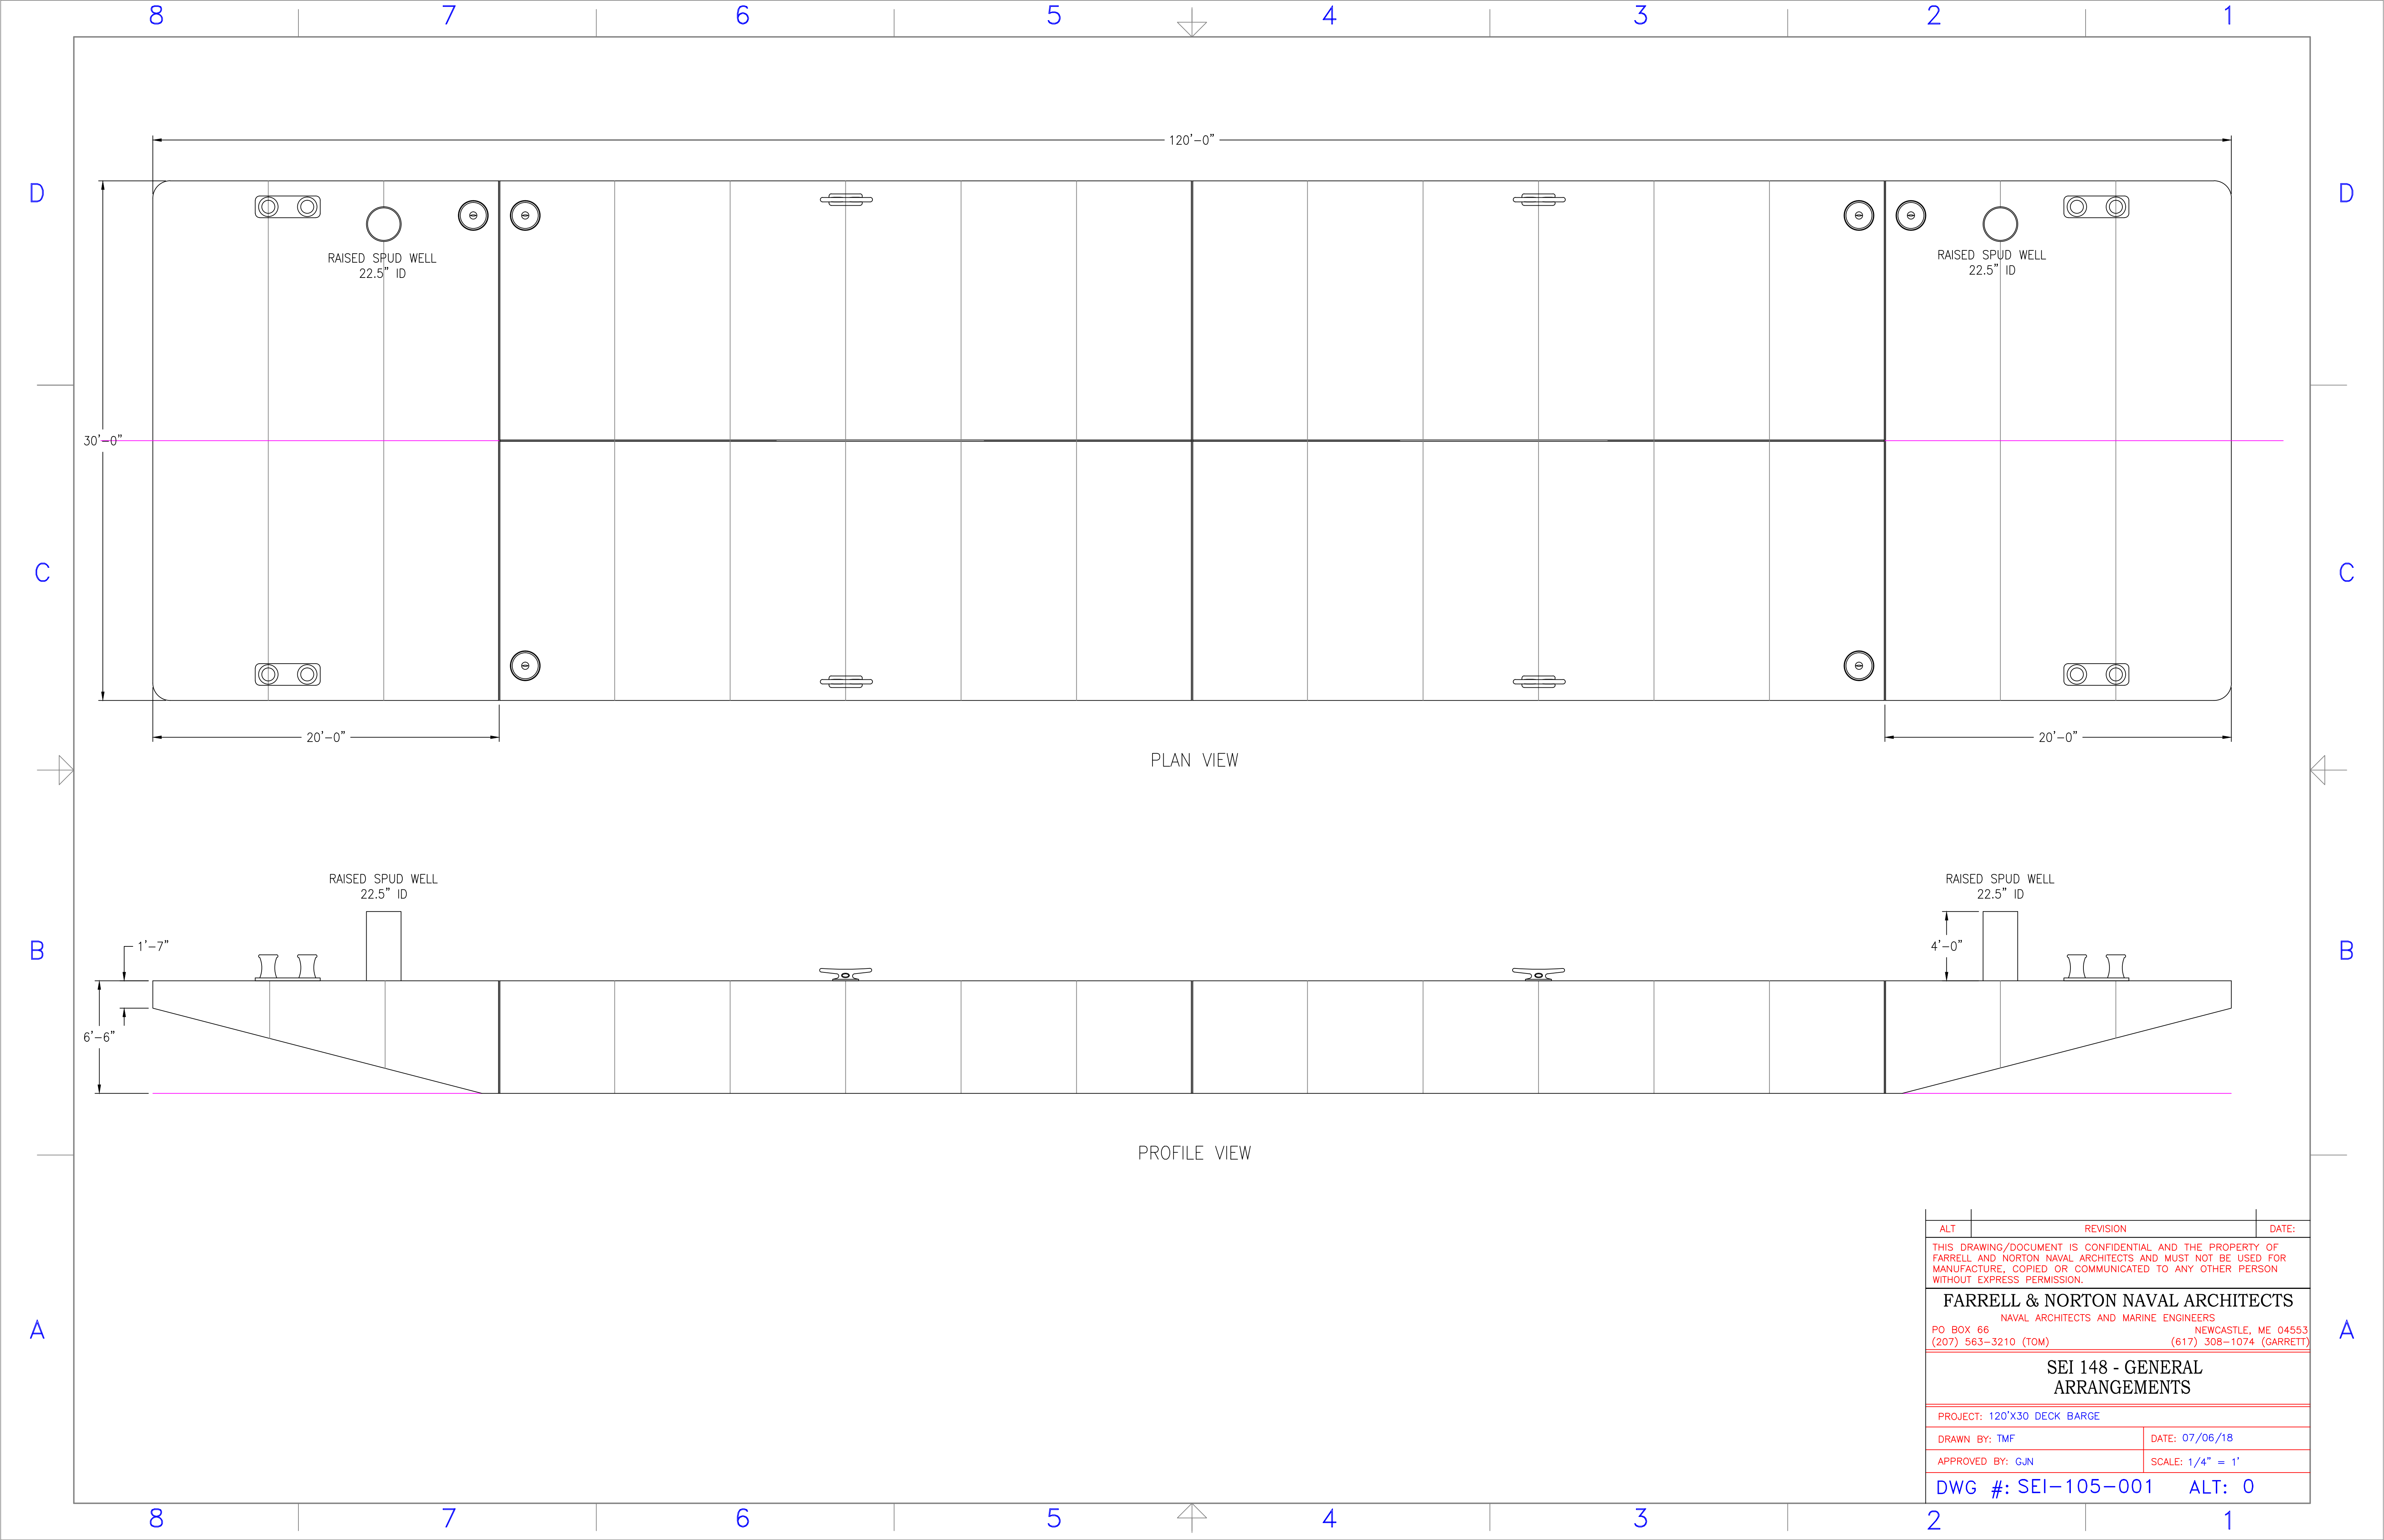 8 7 6 5 4 3 2 1
120'-0"
D D
RAISED SPUD WELL
22.5" ID
RAISED SPUD WELL
22.5" ID
30'-0"
C C
20'-0" 20'-0"
PLAN VIEW
RAISED SPUD WELL
22.5" ID
RAISED SPUD WELL
22.5" ID
B 1'-7" 4'-0" B
6'-6"
PROFILE VIEW
ALT REVISION DATE:
THIS DRAWING/DOCUMENT IS CONFIDENTIAL AND THE PROPERTY OF
FARRELL AND NORTON NAVAL ARCHITECTS AND MUST NOT BE USED FOR
MANUFACTURE, COPIED OR COMMUNICATED TO ANY OTHER PERSON
WITHOUT EXPRESS PERMISSION.
FARRELL & NORTON NAVAL ARCHITECTS
NAVAL ARCHITECTS AND MARINE ENGINEERS
PO BOX 66 NEWCASTLE, ME 04553
(207) 563-3210 (TOM) (617) 308-1074 (GARRETT)
A A
SEI 148 - GENERAL
ARRANGEMENTS
PROJECT: 120'X30 DECK BARGE
DRAWN BY: TMF DATE: 07/06/18
APPROVED BY: GJN SCALE: 1/4" = 1'
DWG #: SEI-105-001 ALT: 0
8 7 6 5 4 3 2 1